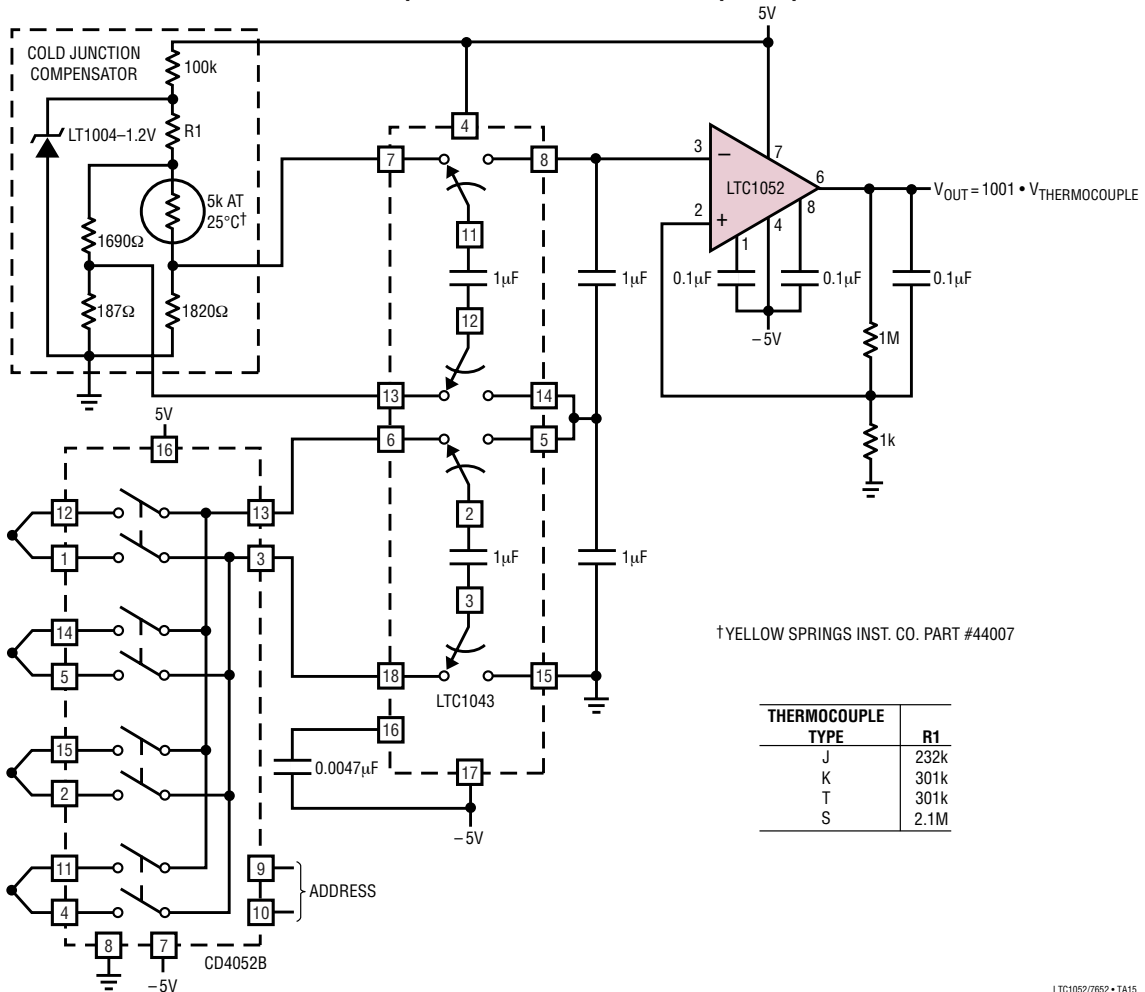 5V
COLD JUNCTION
COMPENSATOR
100k
LT1004–1.2V
R1
5k AT
25°C†
1690Ω
187Ω
1820Ω
4
7
8
11
1µF
12
13
14
6
5
2
1µF
3
18
15
LTC1043
16
17
0.0047µF
–5V
1µF
1µF
3
–
2
+
LTC1052
7
6
8
4
1
0.1µF
0.1µF
–5V
VOUT = 1001 • VTHERMOCOUPLE
0.1µF
1M
1k
5V
16
12
13
1
3
14
5
15
2
11
9
4
10
ADDRESS
8
7
CD4052B
–5V
†YELLOW SPRINGS INST. CO. PART #44007
THERMOCOUPLE
TYPE R1
J 232k
K 301k
T 301k
S 2.1M
LTC1052/7652 • TA15